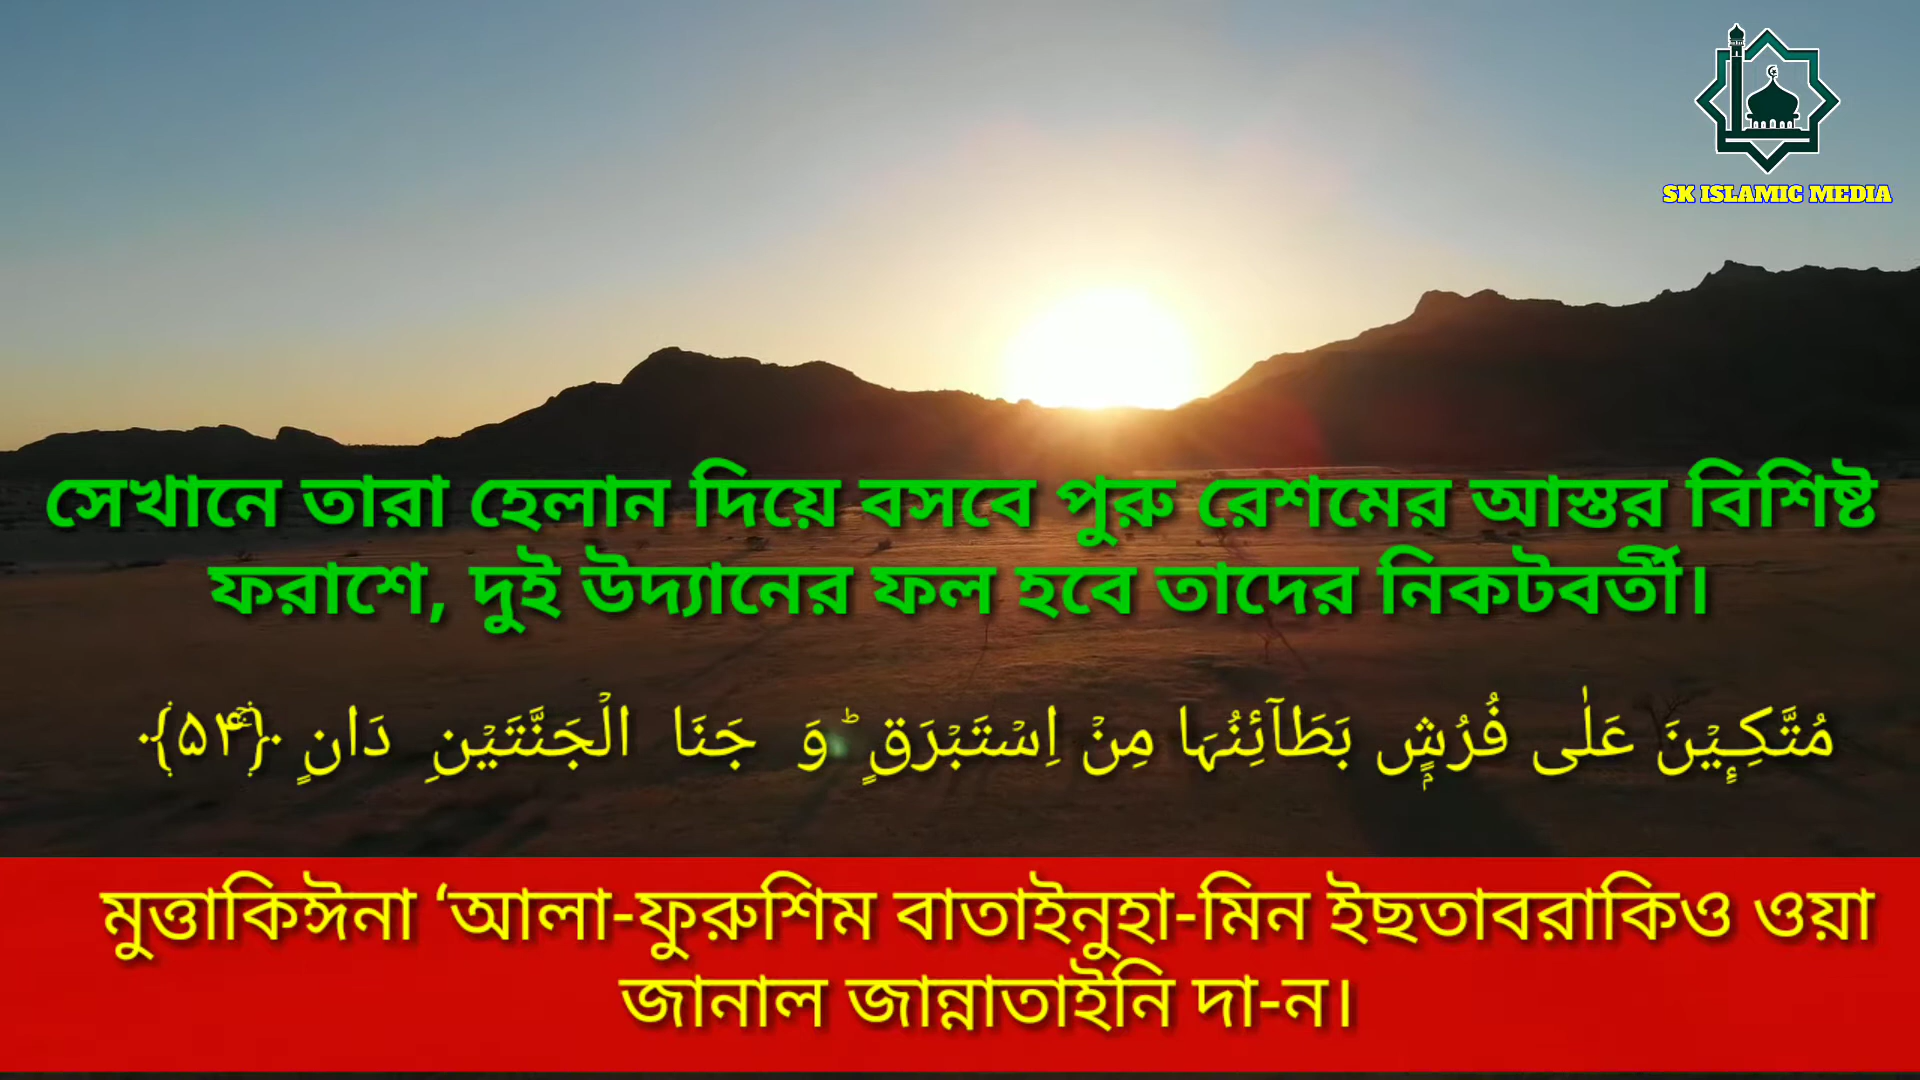 SK ISLAMIC MEDIA
সেখানে তারা হেলান দিয়ে বসবে পুরু রেশমের আস্তর বিশিষ্ট
ফরাশে, দুই উদ্যানের ফল হবে তাদের নিকটবর্তী।
مُتَّكِـِٕيْنَ عَلٰى فُرُشٍۭ بَطَآئِنُہَا مِنْ اِسْتَبْرَقٍ ؕ وَ جَنَا الْجَنَّتَيْنِ دَانٍ ﴿ۚ۵۴﴾
মুত্তাকিঈনা ‘আলা-ফুরুশিম বাতাইনুহা-মিন ইছতাবরাকিও ওয়া
জানাল জান্নাতাইনি দা-ন।